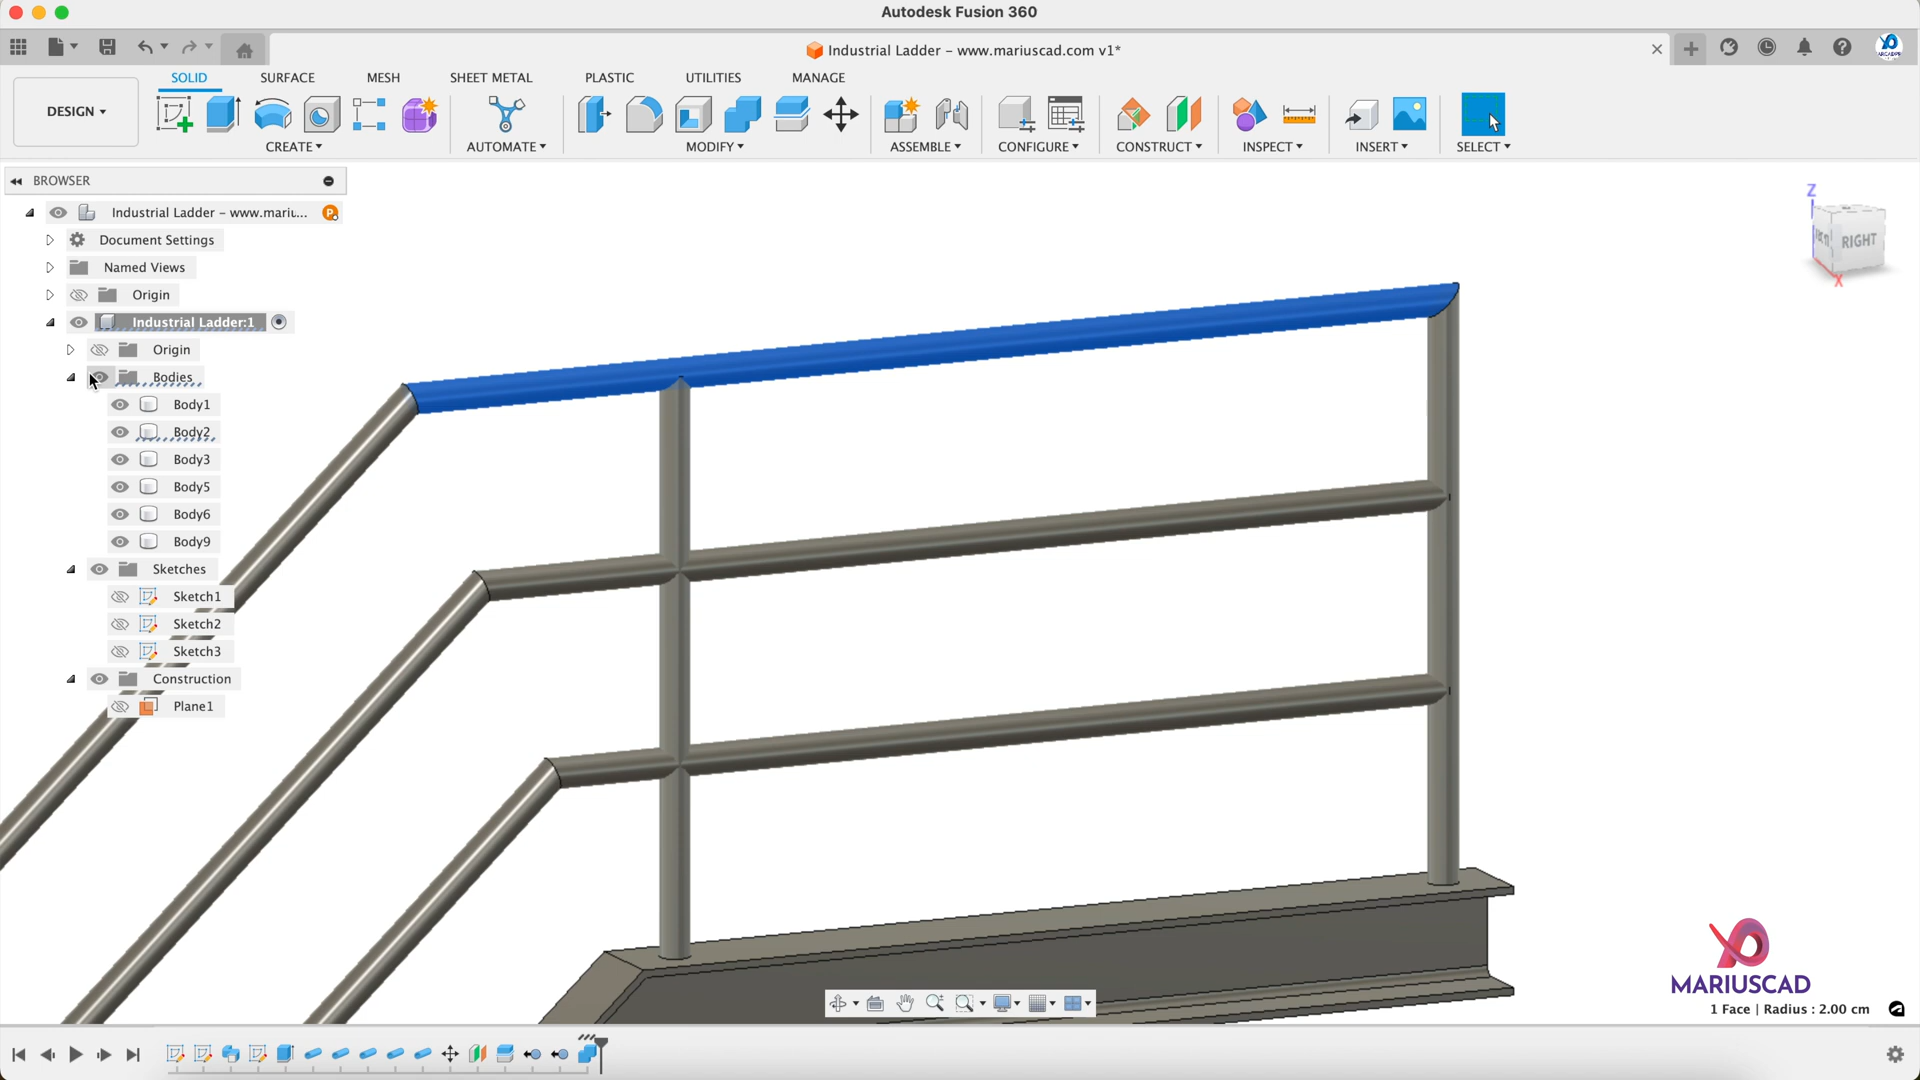 Autodesk Fusion 360
Industrial Ladder – www.mariuscad.com v1*
SOLID
SURFACE
MESH
SHEET METAL
PLASTIC
UTILITIES
MANAGE
DESIGN
CREATE
AUTOMATE
MODIFY
ASSEMBLE
CONFIGURE
CONSTRUCT
INSPECT
INSERT
SELECT
BROWSER
Industrial Ladder – www.mariu...
P
Document Settings
Named Views
Origin
Industrial Ladder:1
Origin
Bodies
Body1
Body2
Body3
Body5
Body6
Body9
Sketches
Sketch1
Sketch2
Sketch3
Construction
Plane1
Z
RIGHT
X
MARIUSCAD
1 Face | Radius : 2.00 cm